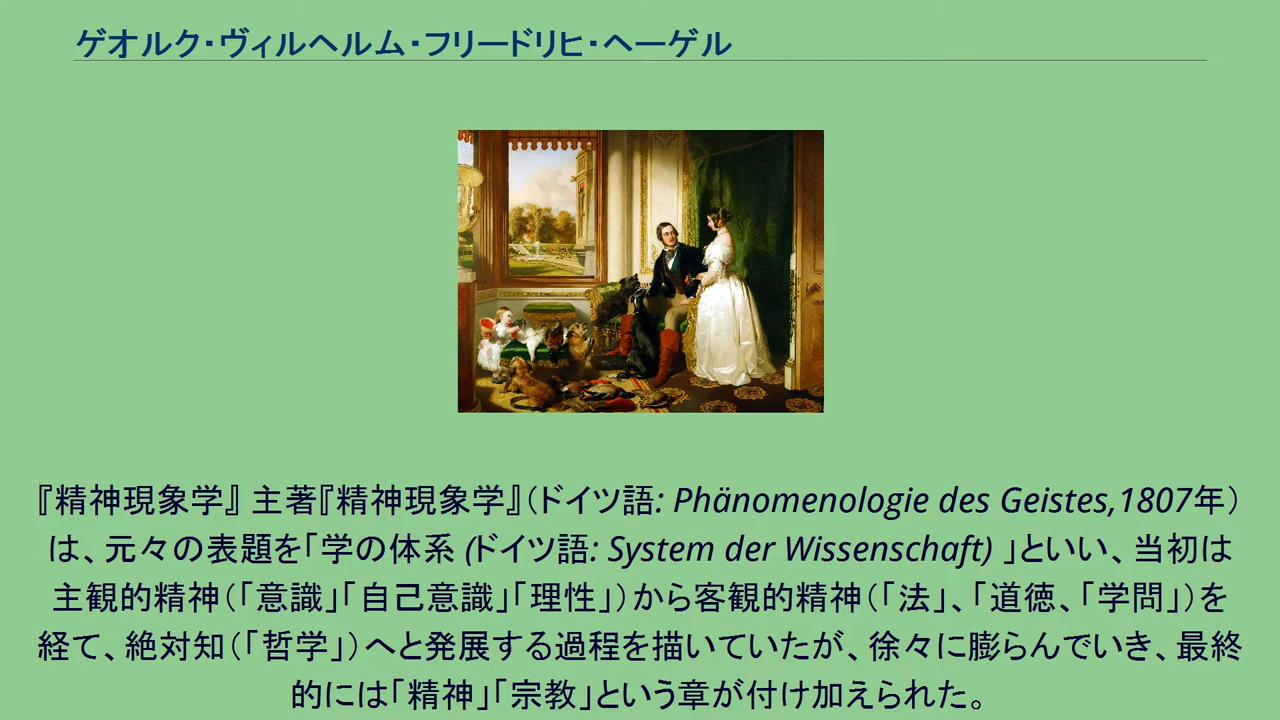 ゲオルク・ヴィルヘルム・フリードリヒ・ヘーゲル
『精神現象学』 主著『精神現象学』（ドイツ語: Phänomenologie des Geistes,1807年）
は、元々の表題を「学の体系 (ドイツ語: System der Wissenschaft) 」といい、当初は
主観的精神（「意識」「自己意識」「理性」）から客観的精神（「法」、「道徳、「学問」）を
経て、絶対知（「哲学」）へと発展する過程を描いていたが、徐々に膨らんでいき、最終
的には「精神」「宗教」という章が付け加えられた。